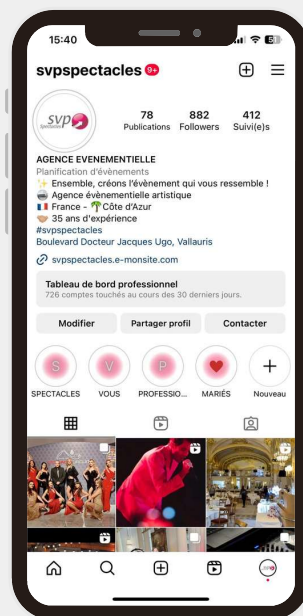 15:40
svpspectacles 9+
svp
Spectacles
78 882 412
Publications Followers Suivi(e)s
AGENCE EVENEMENTIELLE
Planification d'évènements
Ensemble, créons l'évènement qui vous ressemble !
Agence évènementielle artistique
France - Côte d'Azur
35 ans d'expérience
#svpspectacles
Boulevard Docteur Jacques Ugo, Vallauris
svpspectacles.e-monsite.com
Tableau de bord professionnel
726 comptes touchés au cours des 30 derniers jours.
Modifier Partager profil Contacter
S V P
SPECTACLES VOUS PROFESSIO... MARIÉS Nouveau